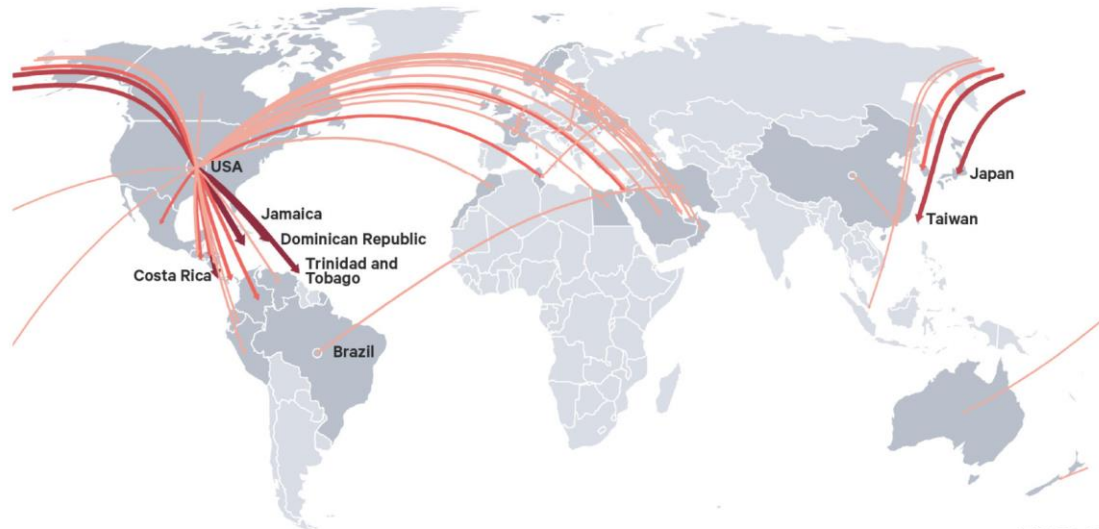 USA
Japan
Jamaica
Taiwan
Dominican Republic
Trinidad and
Tobago
Costa Rica
Brazil